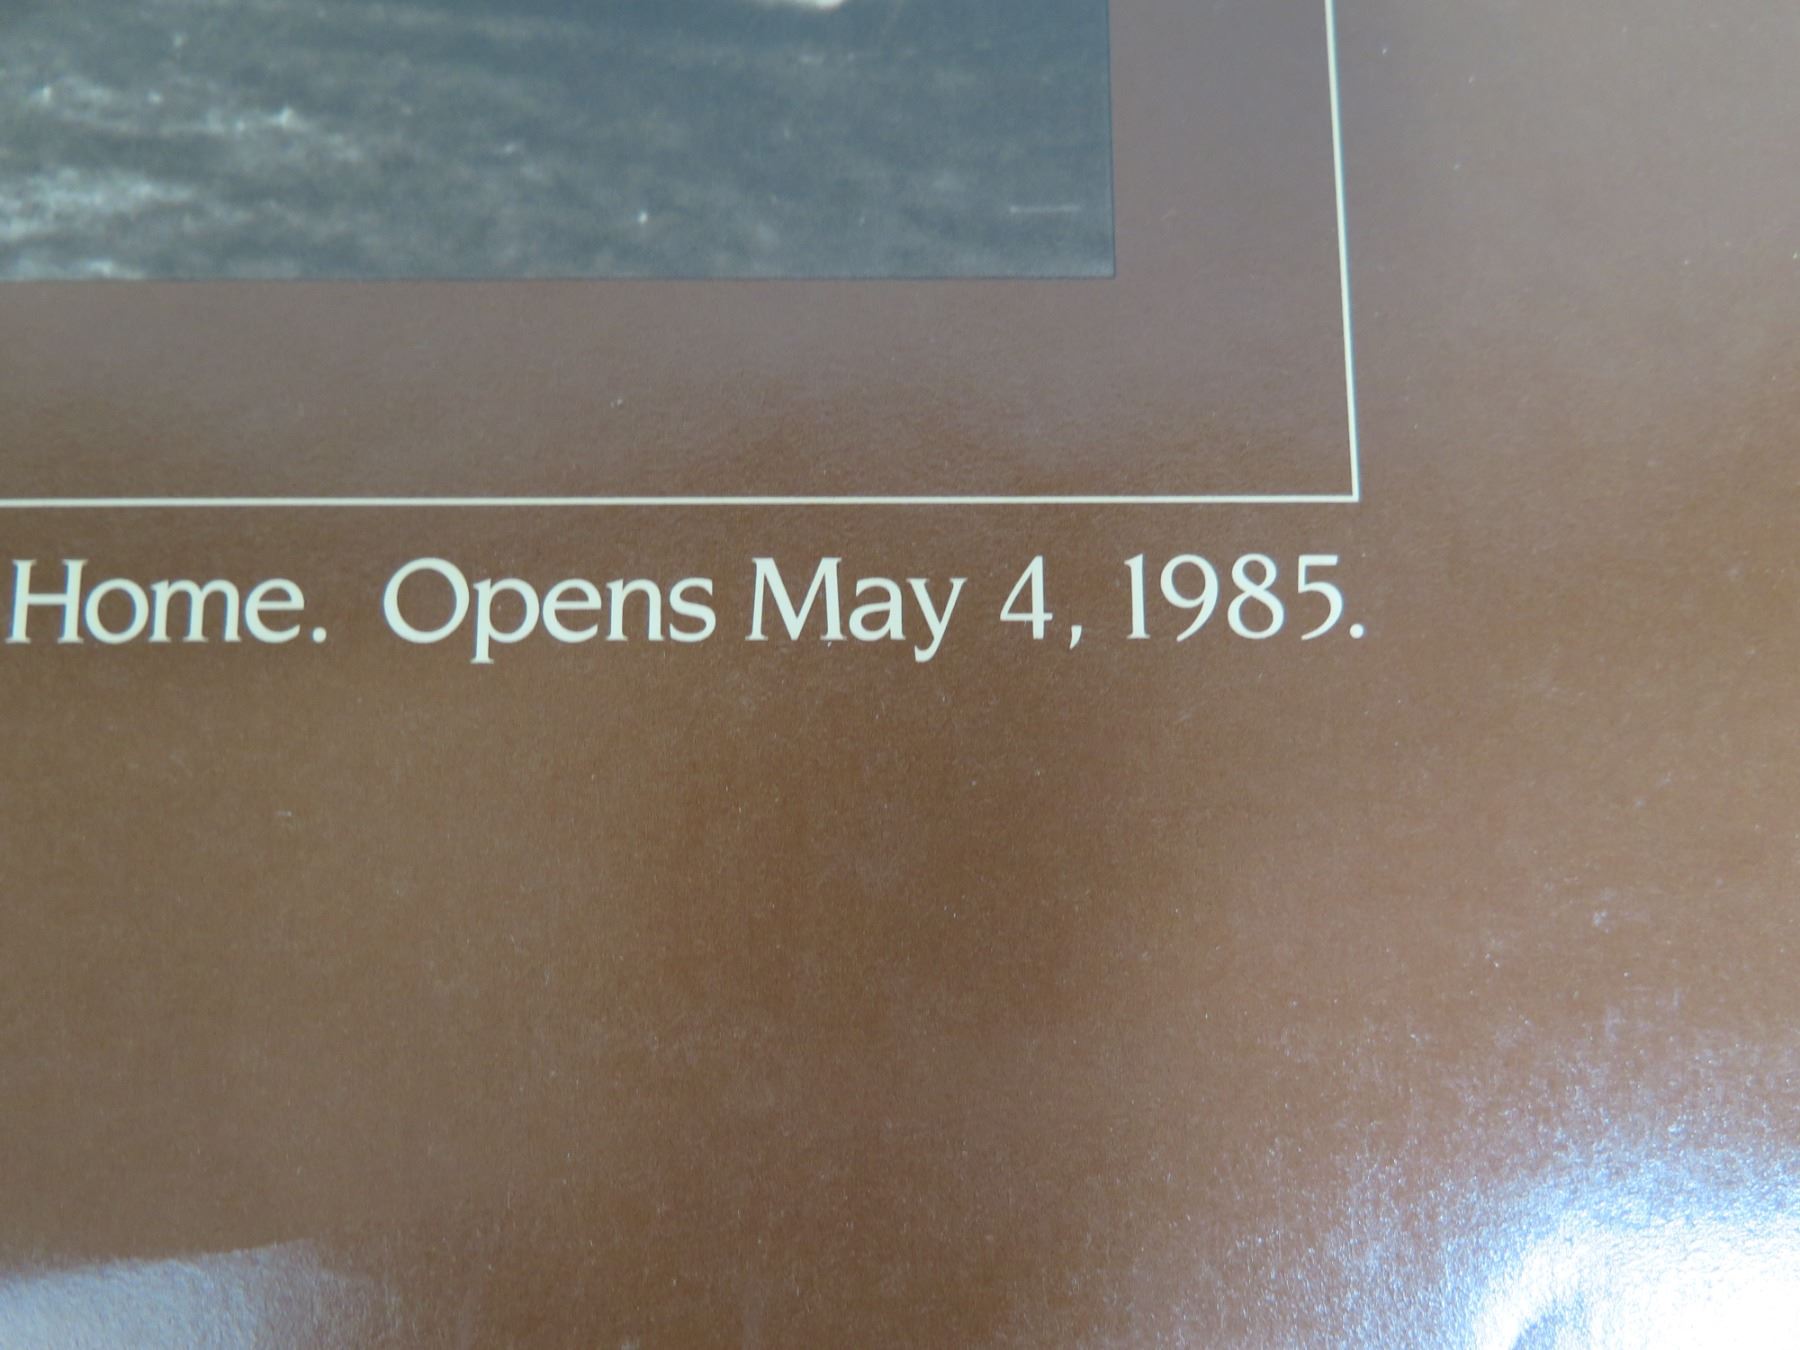 Home. Opens May 4, 1985.